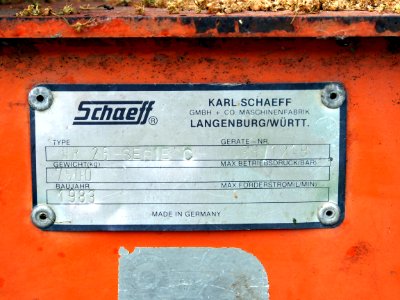 Schaeff®
KARL SCHAEFF
GMBH + CO. MASCHINENFABRIK
LANGENBURG/WÜRTT.
TYPE
GERÄTE-NR.
SERIE
GEWICHT(kg)
MAX BETRIEBSDRUCK(BAR)
BAUJAHR
MAX FÖRDERSTROM(L/MIN)
1983
MADE IN GERMANY